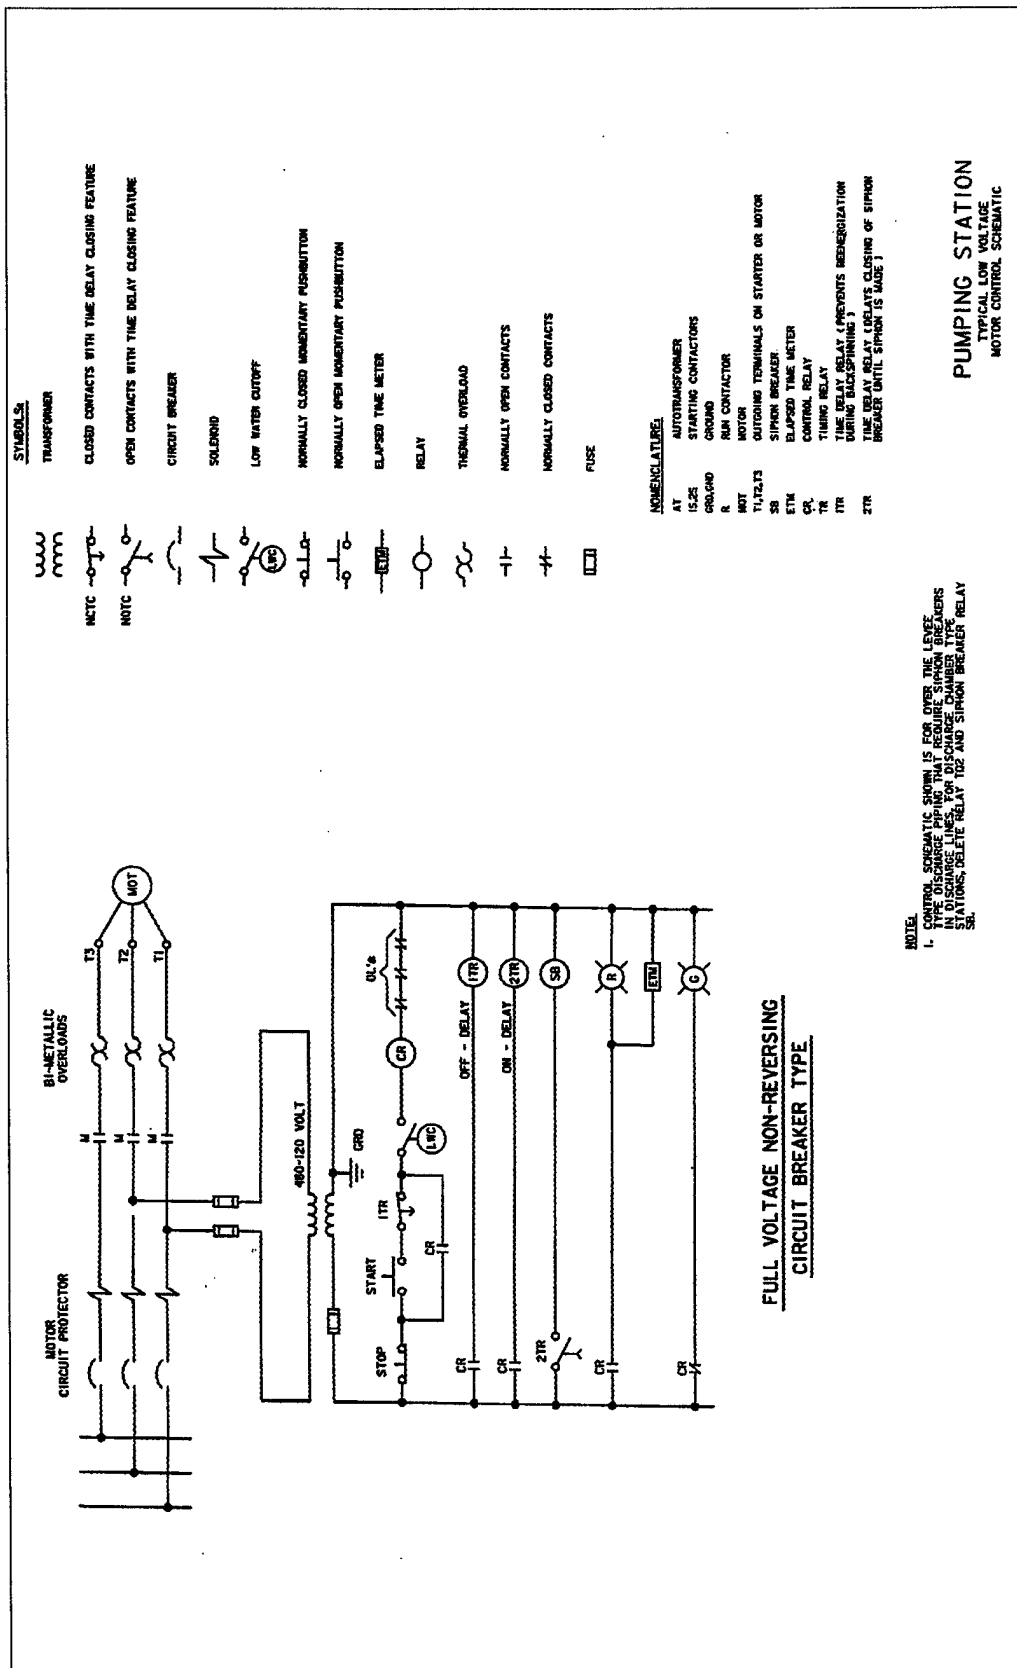 SYMBOLS:
TRANSFORMER
NCTC CLOSED CONTACTS WITH TIME DELAY CLOSING FEATURE
NOTC OPEN CONTACTS WITH TIME DELAY CLOSING FEATURE
CIRCUIT BREAKER
SOLENOID
LWC LOW WATER CUTOFF
NORMALLY CLOSED MOMENTARY PUSHBUTTON
NORMALLY OPEN MOMENTARY PUSHBUTTON
ETM ELAPSED TIME METER
RELAY
THERMAL OVERLOAD
NORMALLY OPEN CONTACTS
NORMALLY CLOSED CONTACTS
FUSE
NOMENCLATURE:
AT AUTOTRANSFORMER
1S,2S STARTING CONTACTORS
GRD,GND GROUND
R RUN CONTACTOR
MOT MOTOR
T1,T2,T3 OUTGOING TERMINALS ON STARTER OR MOTOR
SB SIPHON BREAKER
ETM ELAPSED TIME METER
CR CONTROL RELAY
TR TIMING RELAY
1TR TIME DELAY RELAY (PREVENTS REENERGIZATION
DURING BACKSPINNING)
2TR TIME DELAY RELAY (DELAYS CLOSING OF SIPHON
BREAKER UNTIL SIPHON IS MADE)
MOTOR
CIRCUIT PROTECTOR
BI-METALLIC
OVERLOADS
M
M
M
T3
T2
T1
MOT
480-120 VOLT
GRD
STOP
START
1TR
CR
LWC
CR
OL's
CR
OFF - DELAY
1TR
CR
ON - DELAY
2TR
2TR
SB
CR
R
ETM
CR
G
FULL VOLTAGE NON-REVERSING
CIRCUIT BREAKER TYPE
NOTE:
1. CONTROL SCHEMATIC SHOWN IS FOR OVER THE LEVEE
TYPE DISCHARGE PIPING THAT REQUIRE SIPHON BREAKERS
IN DISCHARGE LINES. FOR DISCHARGE CHAMBER TYPE
STATIONS, DELETE RELAY TD2 AND SIPHON BREAKER RELAY
SB.
PUMPING STATION
TYPICAL LOW VOLTAGE
MOTOR CONTROL SCHEMATIC